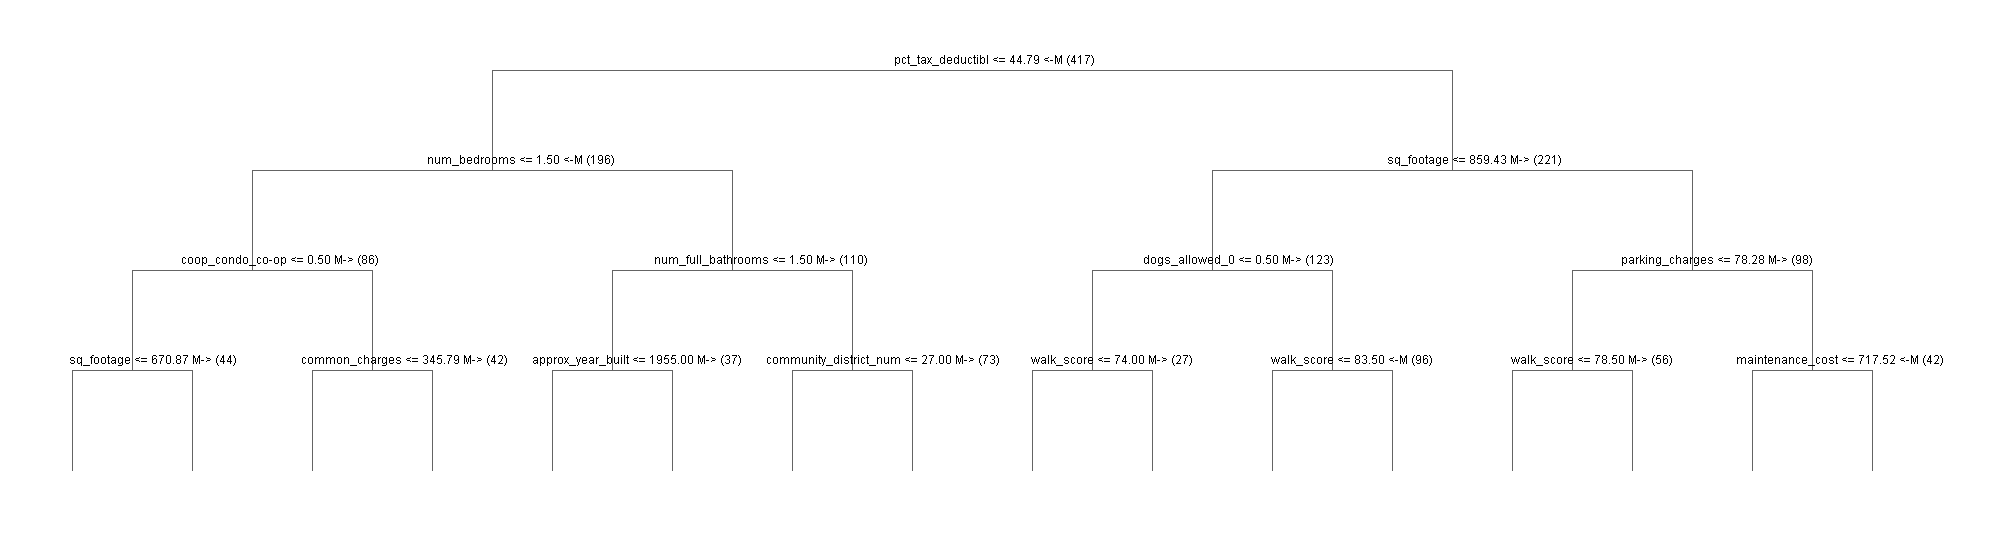 pct_tax_deductibl <= 44.79 <-M (417)
num_bedrooms <= 1.50 <-M (196)
sq_footage <= 859.43 M-> (221)
coop_condo_co-op <= 0.50 M-> (86)
num_full_bathrooms <= 1.50 M-> (110)
dogs_allowed_0 <= 0.50 M-> (123)
parking_charges <= 78.28 M-> (98)
sq_footage <= 670.87 M-> (44)
common_charges <= 345.79 M-> (42)
approx_year_built <= 1955.00 M-> (37)
community_district_num <= 27.00 M-> (73)
walk_score <= 74.00 M-> (27)
walk_score <= 83.50 <-M (96)
walk_score <= 78.50 M-> (56)
maintenance_cost <= 717.52 <-M (42)